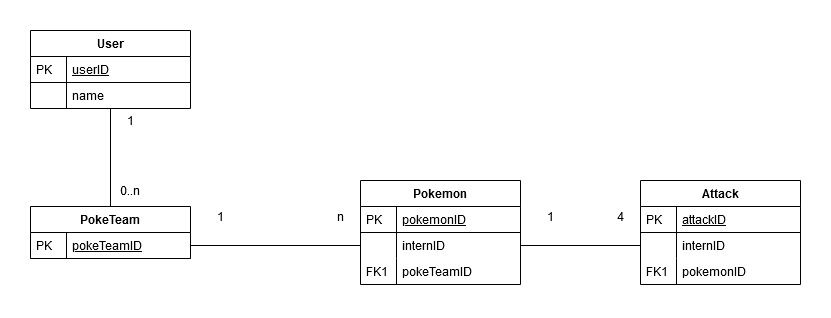 User
PK userID
name
1
0..n
PokeTeam
PK pokeTeamID
1 n
Pokemon
PK pokemonID
internID
FK1 pokeTeamID
1 4
Attack
PK attackID
internID
FK1 pokemonID